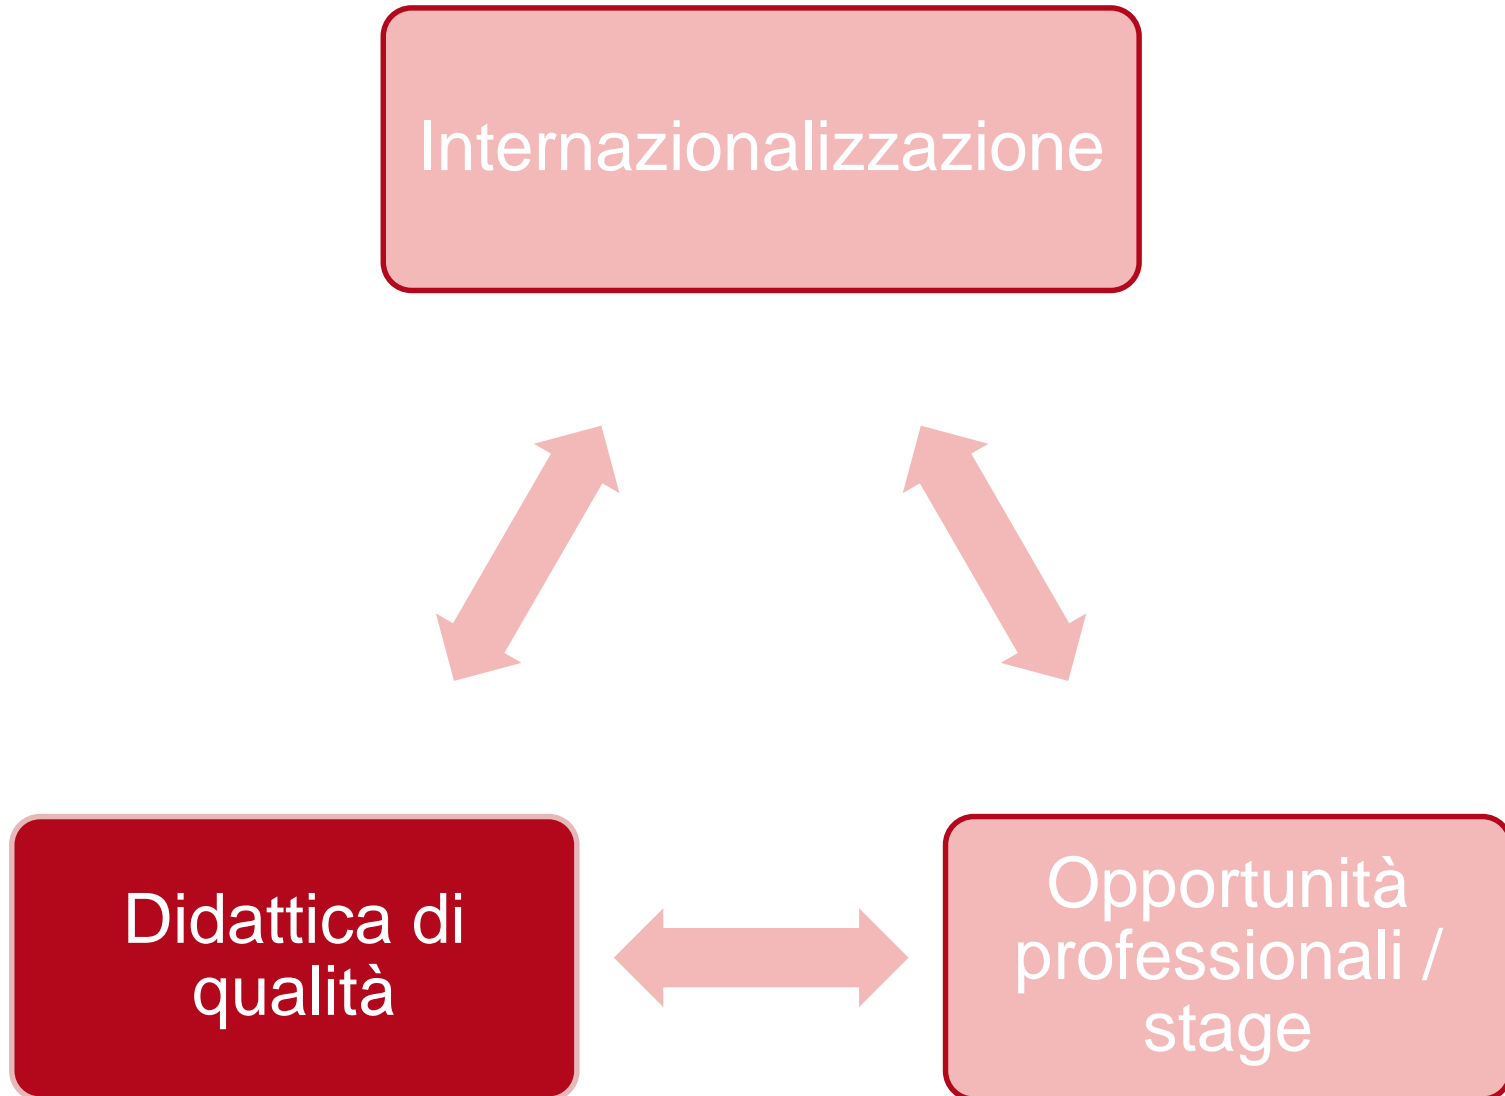 Internazionalizzazione
Didattica di
qualità
Opportunità
professionali /
stage